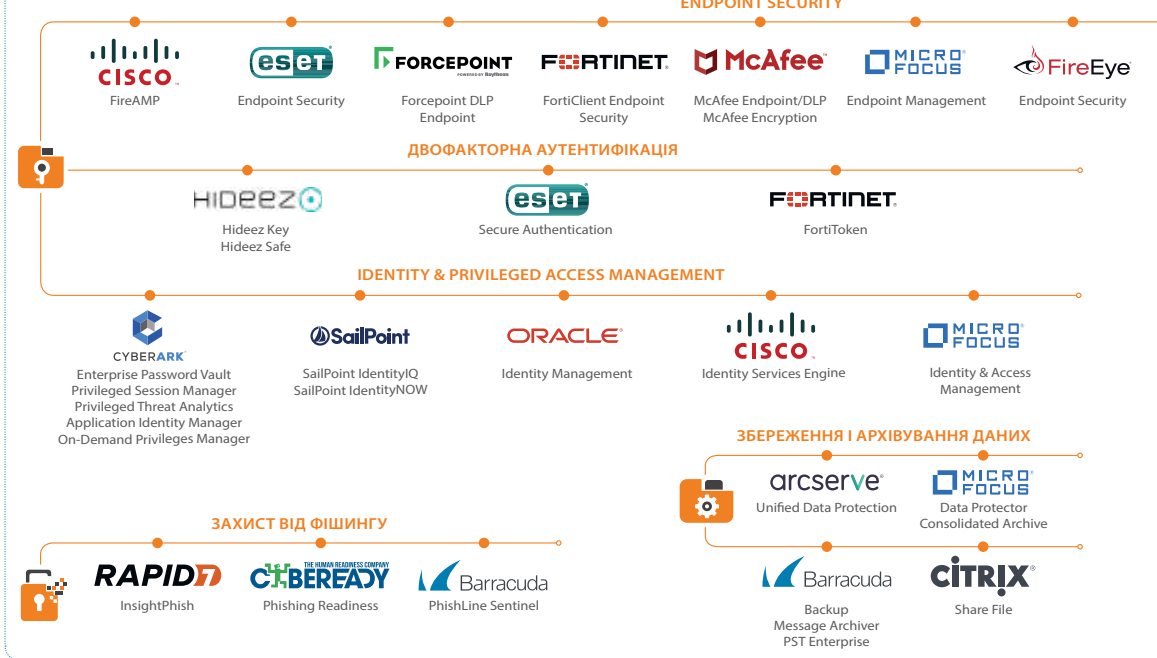 ENDPOINT SECURITY
CISCO
eseT
FORCEPOINT
POWERED BY Raytheon
FORTINET
McAfee
MICRO
FOCUS
FireEye
FireAMP
Endpoint Security
Forcepoint DLP
Endpoint
FortiClient Endpoint
Security
McAfee Endpoint/DLP
McAfee Encryption
Endpoint Management
Endpoint Security
ДВОФАКТОРНА АУТЕНТИФІКАЦІЯ
HIDEEZ
eseT
FORTINET
Hideez Key
Hideez Safe
Secure Authentication
FortiToken
IDENTITY & PRIVILEGED ACCESS MANAGEMENT
CYBERARK
SailPoint
ORACLE
CISCO
MICRO
FOCUS
Enterprise Password Vault
Privileged Session Manager
Privileged Threat Analytics
Application Identity Manager
On-Demand Privileges Manager
SailPoint IdentityIQ
SailPoint IdentityNOW
Identity Management
Identity Services Engine
Identity & Access
Management
ЗБЕРЕЖЕННЯ І АРХІВУВАННЯ ДАНИХ
arcserve
MICRO
FOCUS
Unified Data Protection
Data Protector
Consolidated Archive
Barracuda
CITRIX
Backup
Message Archiver
PST Enterprise
Share File
ЗАХИСТ ВІД ФІШИНГУ
RAPID7
THE HUMAN READINESS COMPANY
CYBEREADY
Barracuda
InsightPhish
Phishing Readiness
PhishLine Sentinel